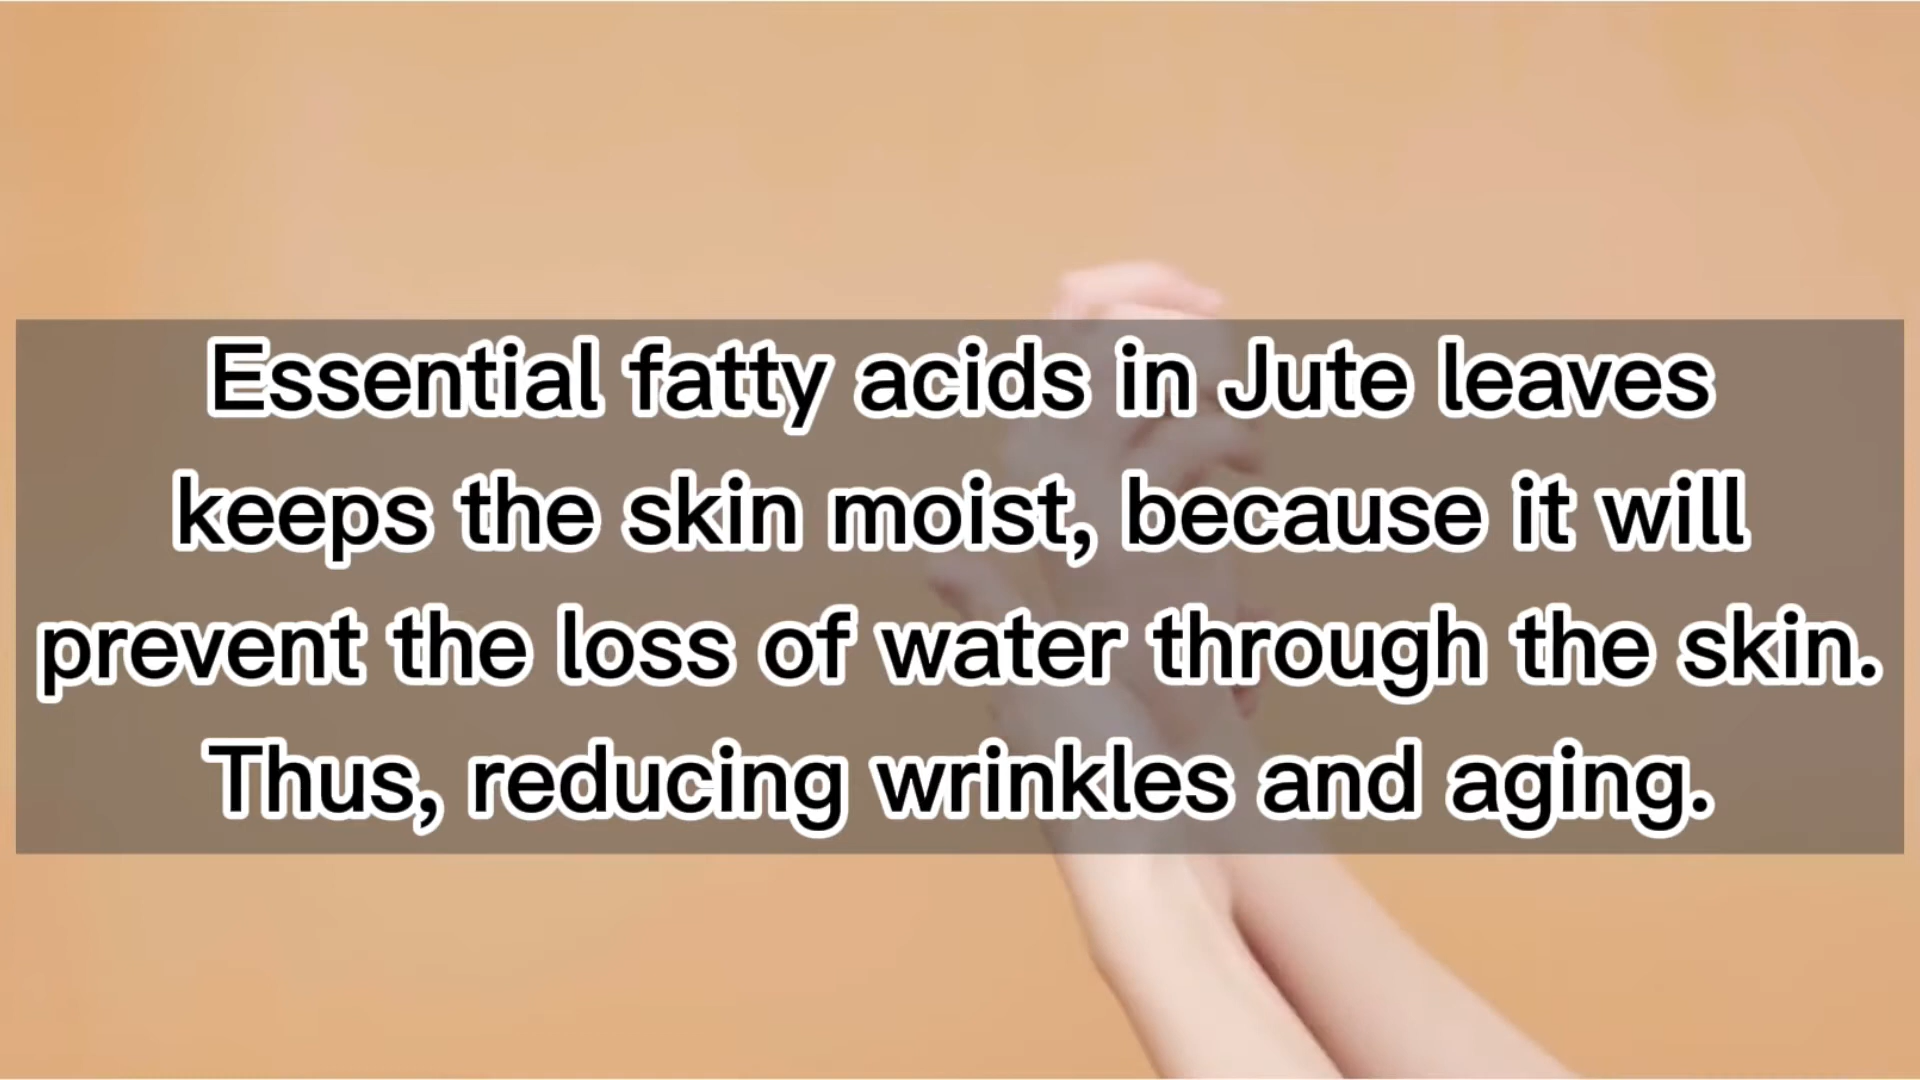 Essential fatty acids in Jute leaves
keeps the skin moist, because it will
prevent the loss of water through the skin.
Thus, reducing wrinkles and aging.